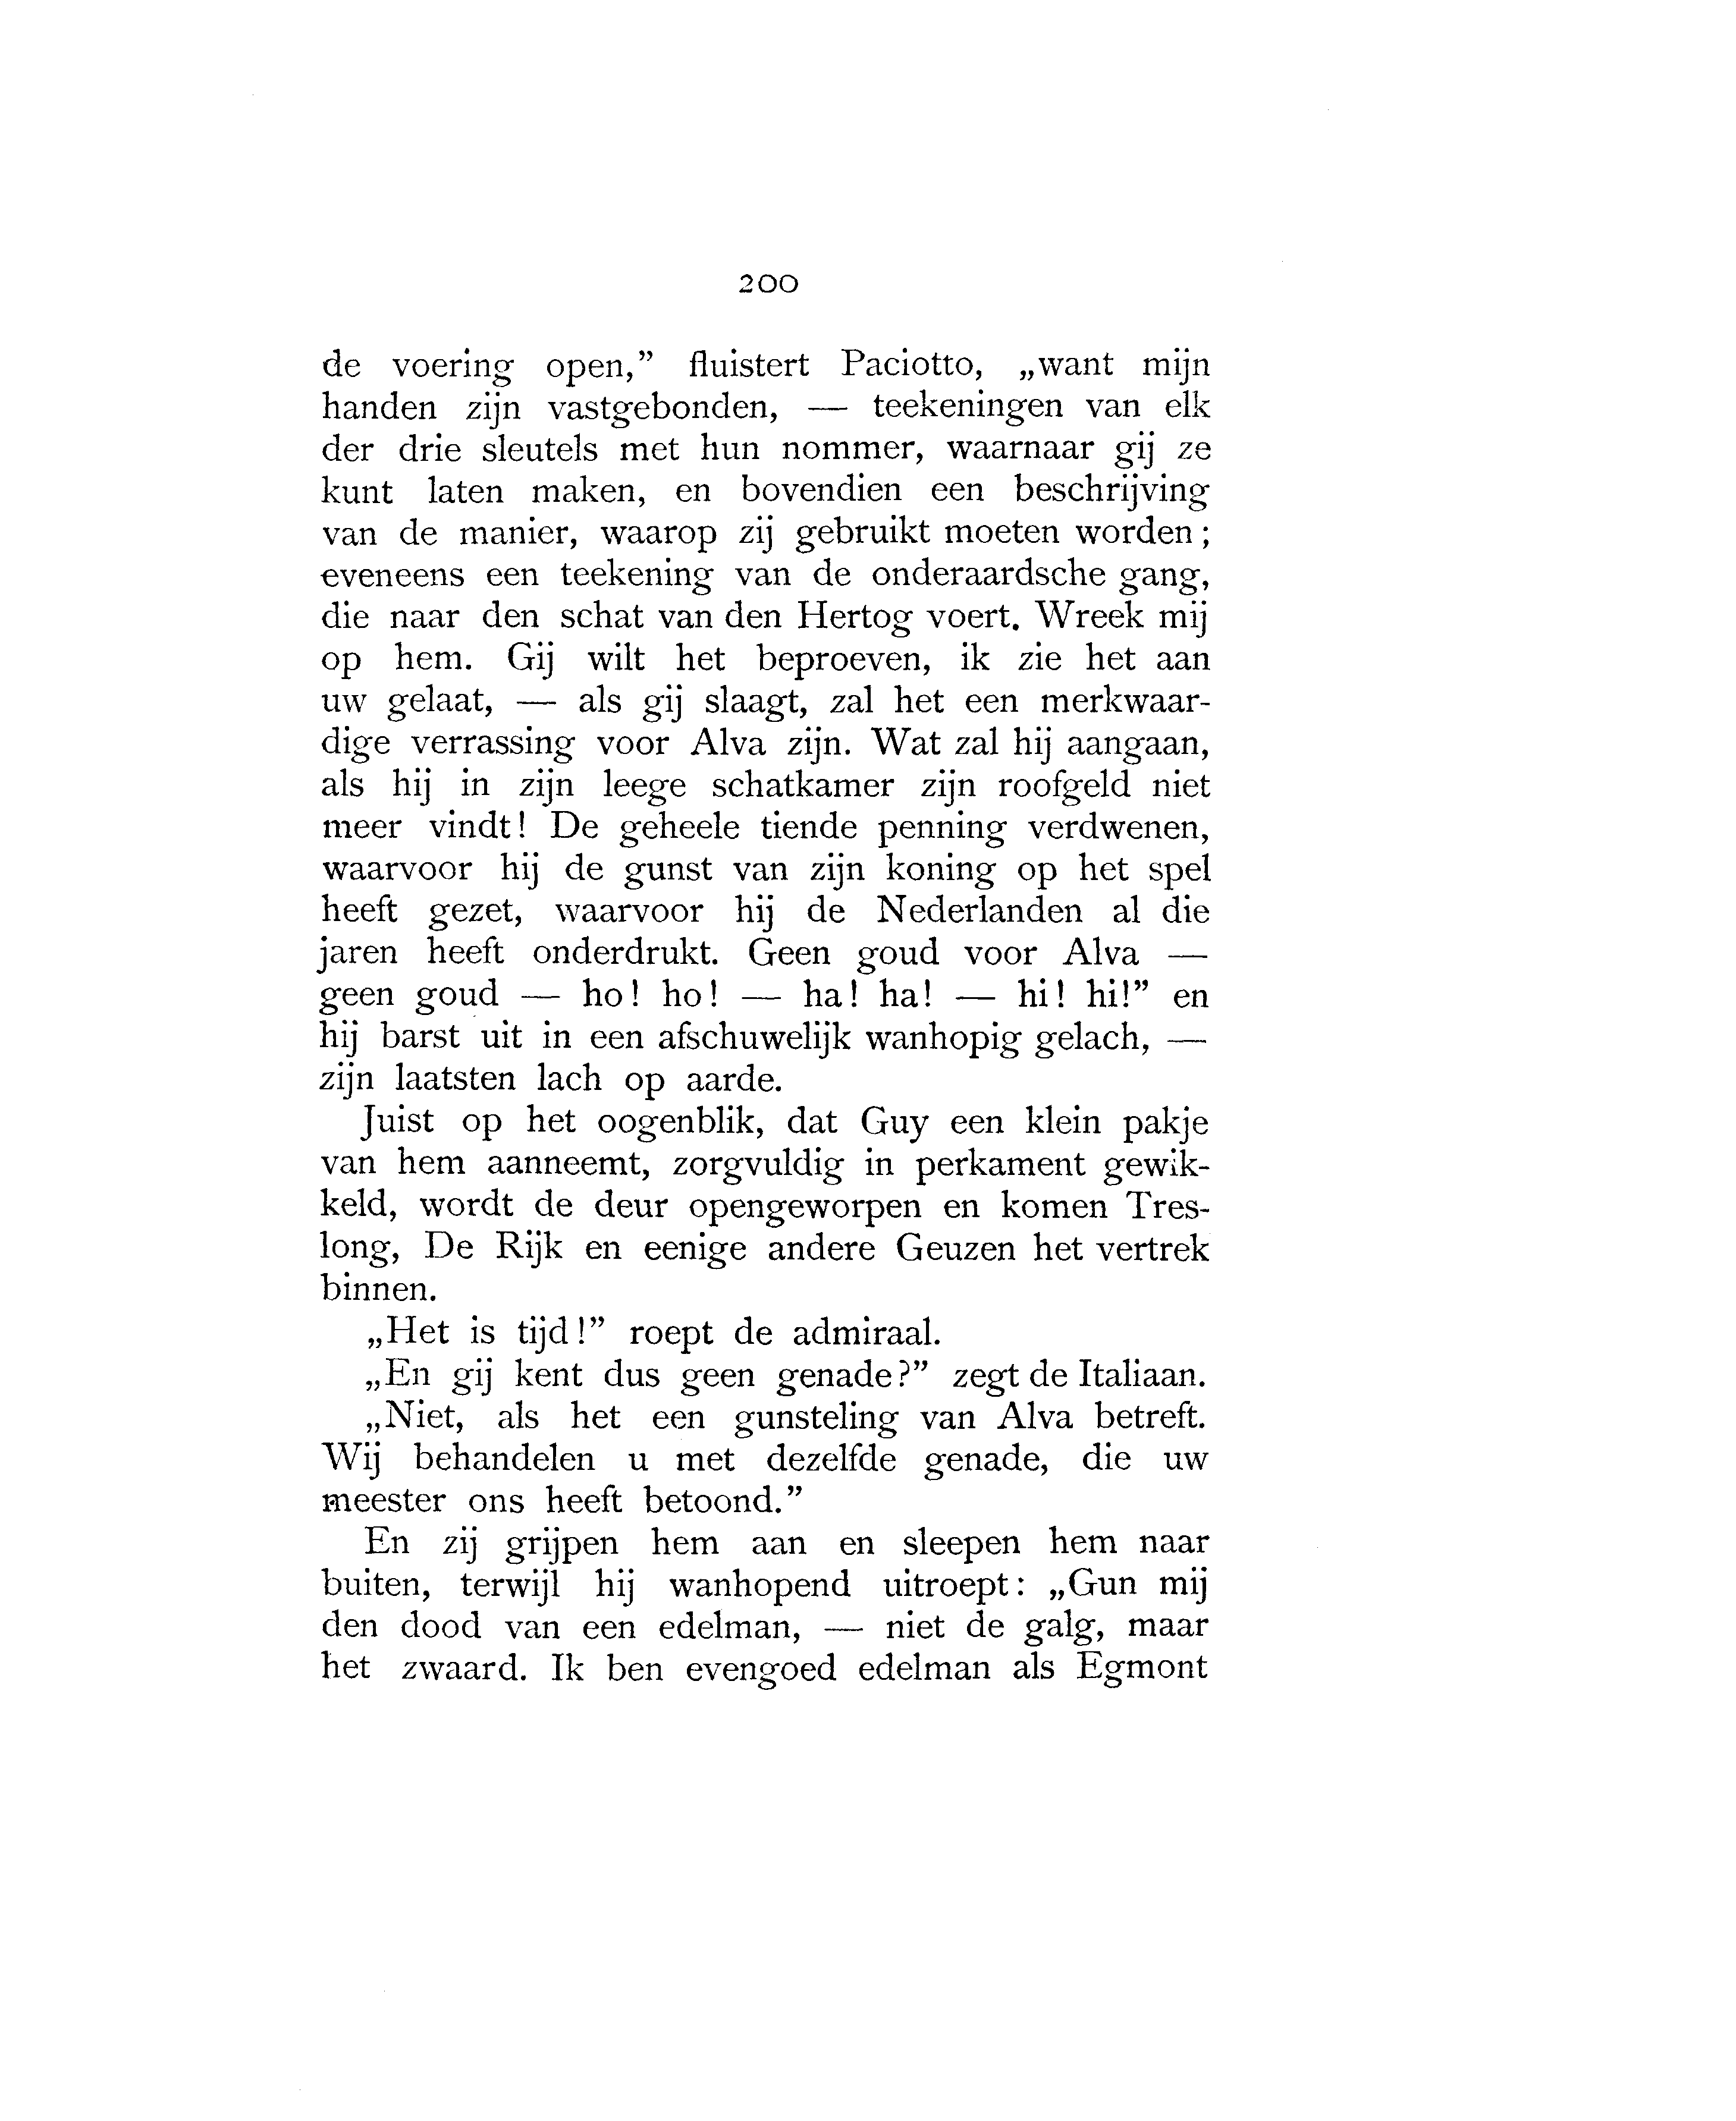 200
de voering open,” fluistert Paciotto, „want mijn
handen zijn vastgebonden, — teekeningen van elk
der drie sleutels met hun nommer, waarnaar gij ze
kunt laten maken, en bovendien een beschrijving
van de manier, waarop zij gebruikt moeten worden;
eveneens een teekening van de onderaardsche gang,
die naar den schat van den Hertog voert. Wreek mij
op hem. Gij wilt het beproeven, ik zie het aan
uw gelaat, — als gij slaagt, zal het een merkwaar-
dige verrassing voor Alva zijn. Wat zal hij aangaan,
als hij in zijn leege schatkamer zijn roofgeld niet
meer vindt! De geheele tiende penning verdwenen,
waarvoor hij de gunst van zijn koning op het spel
heeft gezet, waarvoor hij de Nederlanden al die
jaren heeft onderdrukt. Geen goud voor Alva —
geen goud — ho! ho! — ha! ha! — hi! hi!” en
hij barst uit in een afschuwelijk wanhopig gelach, —
zijn laatsten lach op aarde.
Juist op het oogenblik, dat Guy een klein pakje
van hem aanneemt, zorgvuldig in perkament gewik-
keld, wordt de deur opengeworpen en komen Tres-
long, De Rijk en eenige andere Geuzen het vertrek
binnen.
„Het is tijd!” roept de admiraal.
„En gij kent dus geen genade?” zegt de Italiaan.
„Niet, als het een gunsteling van Alva betreft.
Wij behandelen u met dezelfde genade, die uw
meester ons heeft betoond.”
En zij grijpen hem aan en sleepen hem naar
buiten, terwijl hij wanhopend uitroept: „Gun mij
den dood van een edelman, — niet de galg, maar
het zwaard. Ik ben evengoed edelman als Egmont